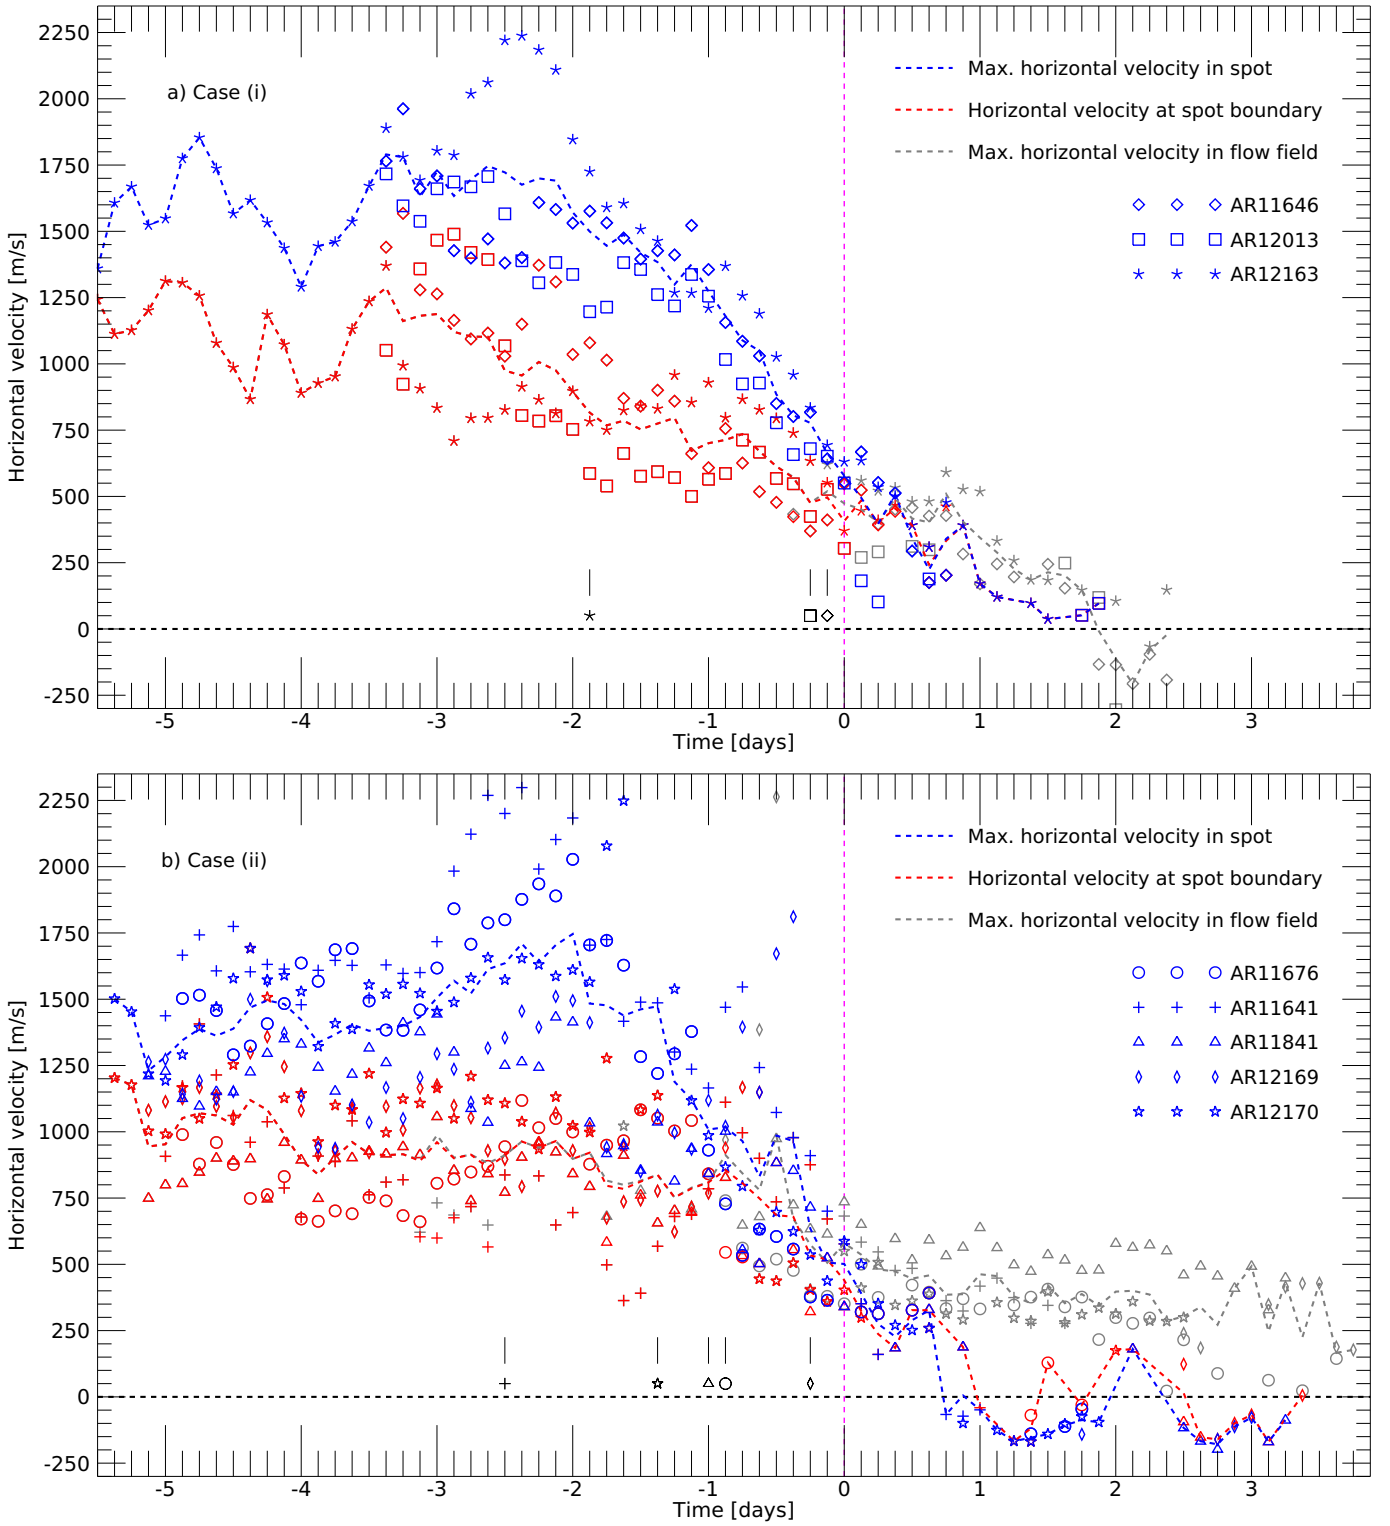 2250
2000
1750
1500
1250
1000
750
500
250
0
-250
Horizontal velocity [m/s]
a) Case (i)
Max. horizontal velocity in spot
Horizontal velocity at spot boundary
Max. horizontal velocity in flow field
AR11646
AR12013
AR12163
-5 -4 -3 -2 -1 0 1 2 3
Time [days]
2250
2000
1750
1500
1250
1000
750
500
250
0
-250
Horizontal velocity [m/s]
b) Case (ii)
Max. horizontal velocity in spot
Horizontal velocity at spot boundary
Max. horizontal velocity in flow field
AR11676
AR11641
AR11841
AR12169
AR12170
-5 -4 -3 -2 -1 0 1 2 3
Time [days]